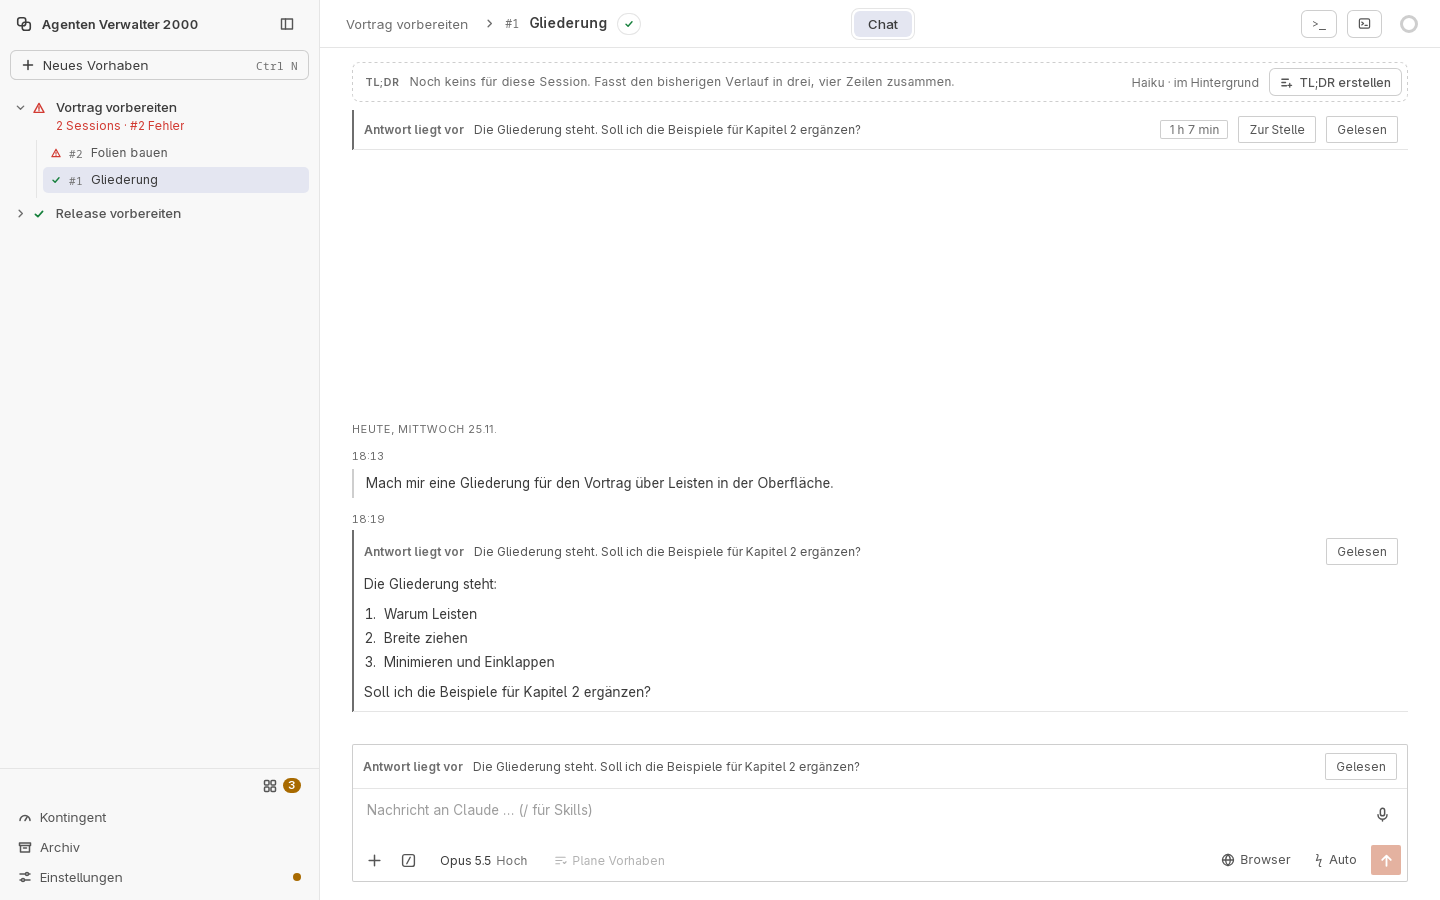 Agenten Verwalter 2000
Neues Vorhaben Ctrl N
Vortrag vorbereiten
2 Sessions · #2 Fehler
#2 Folien bauen
#1 Gliederung
Release vorbereiten
3
Kontingent
Archiv
Einstellungen
Vortrag vorbereiten #1 Gliederung
Chat
>_
TL;DR Noch keins für diese Session. Fasst den bisherigen Verlauf in drei, vier Zeilen zusammen. Haiku · im Hintergrund TL;DR erstellen
Antwort liegt vor Die Gliederung steht. Soll ich die Beispiele für Kapitel 2 ergänzen? 1 h 7 min Zur Stelle Gelesen
HEUTE, MITTWOCH 25.11.
18:13
Mach mir eine Gliederung für den Vortrag über Leisten in der Oberfläche.
18:19
Antwort liegt vor Die Gliederung steht. Soll ich die Beispiele für Kapitel 2 ergänzen? Gelesen
Die Gliederung steht:
1. Warum Leisten
2. Breite ziehen
3. Minimieren und Einklappen
Soll ich die Beispiele für Kapitel 2 ergänzen?
Antwort liegt vor Die Gliederung steht. Soll ich die Beispiele für Kapitel 2 ergänzen? Gelesen
Nachricht an Claude … (/ für Skills)
Opus 5.5 Hoch Plane Vorhaben Browser Auto